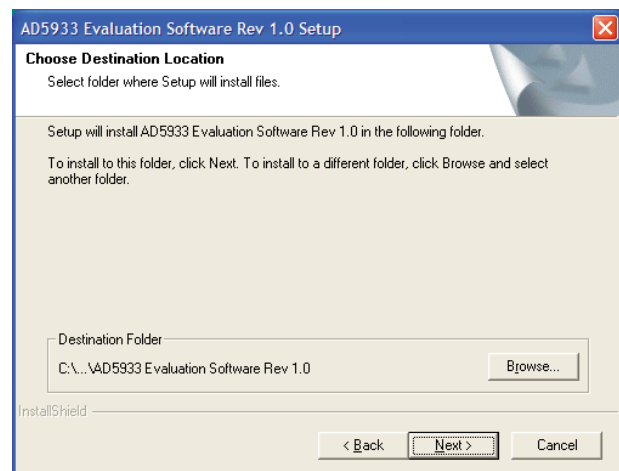 AD5933 Evaluation Software Rev 1.0 Setup
Choose Destination Location
Select folder where Setup will install files.
Setup will install AD5933 Evaluation Software Rev 1.0 in the following folder.
To install to this folder, click Next. To install to a different folder, click Browse and select
another folder.
Destination Folder
C:\...\AD5933 Evaluation Software Rev 1.0
Browse...
InstallShield
< Back
Next >
Cancel